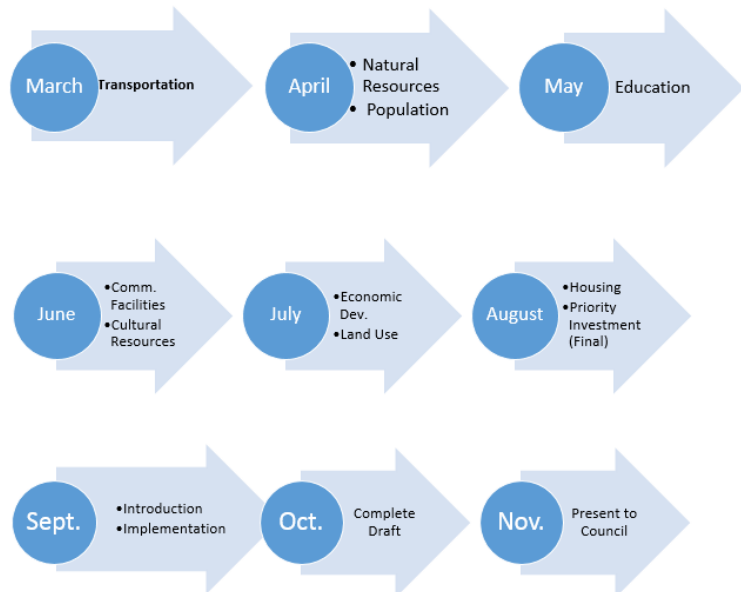 March
Transportation
April
• Natural
Resources
• Population
May
Education
June
•Comm.
Facilities
•Cultural
Resources
July
•Economic
Dev.
•Land Use
August
•Housing
•Priority
Investment
(Final)
Sept.
•Introduction
•Implementation
Oct.
Complete
Draft
Nov.
Present to
Council